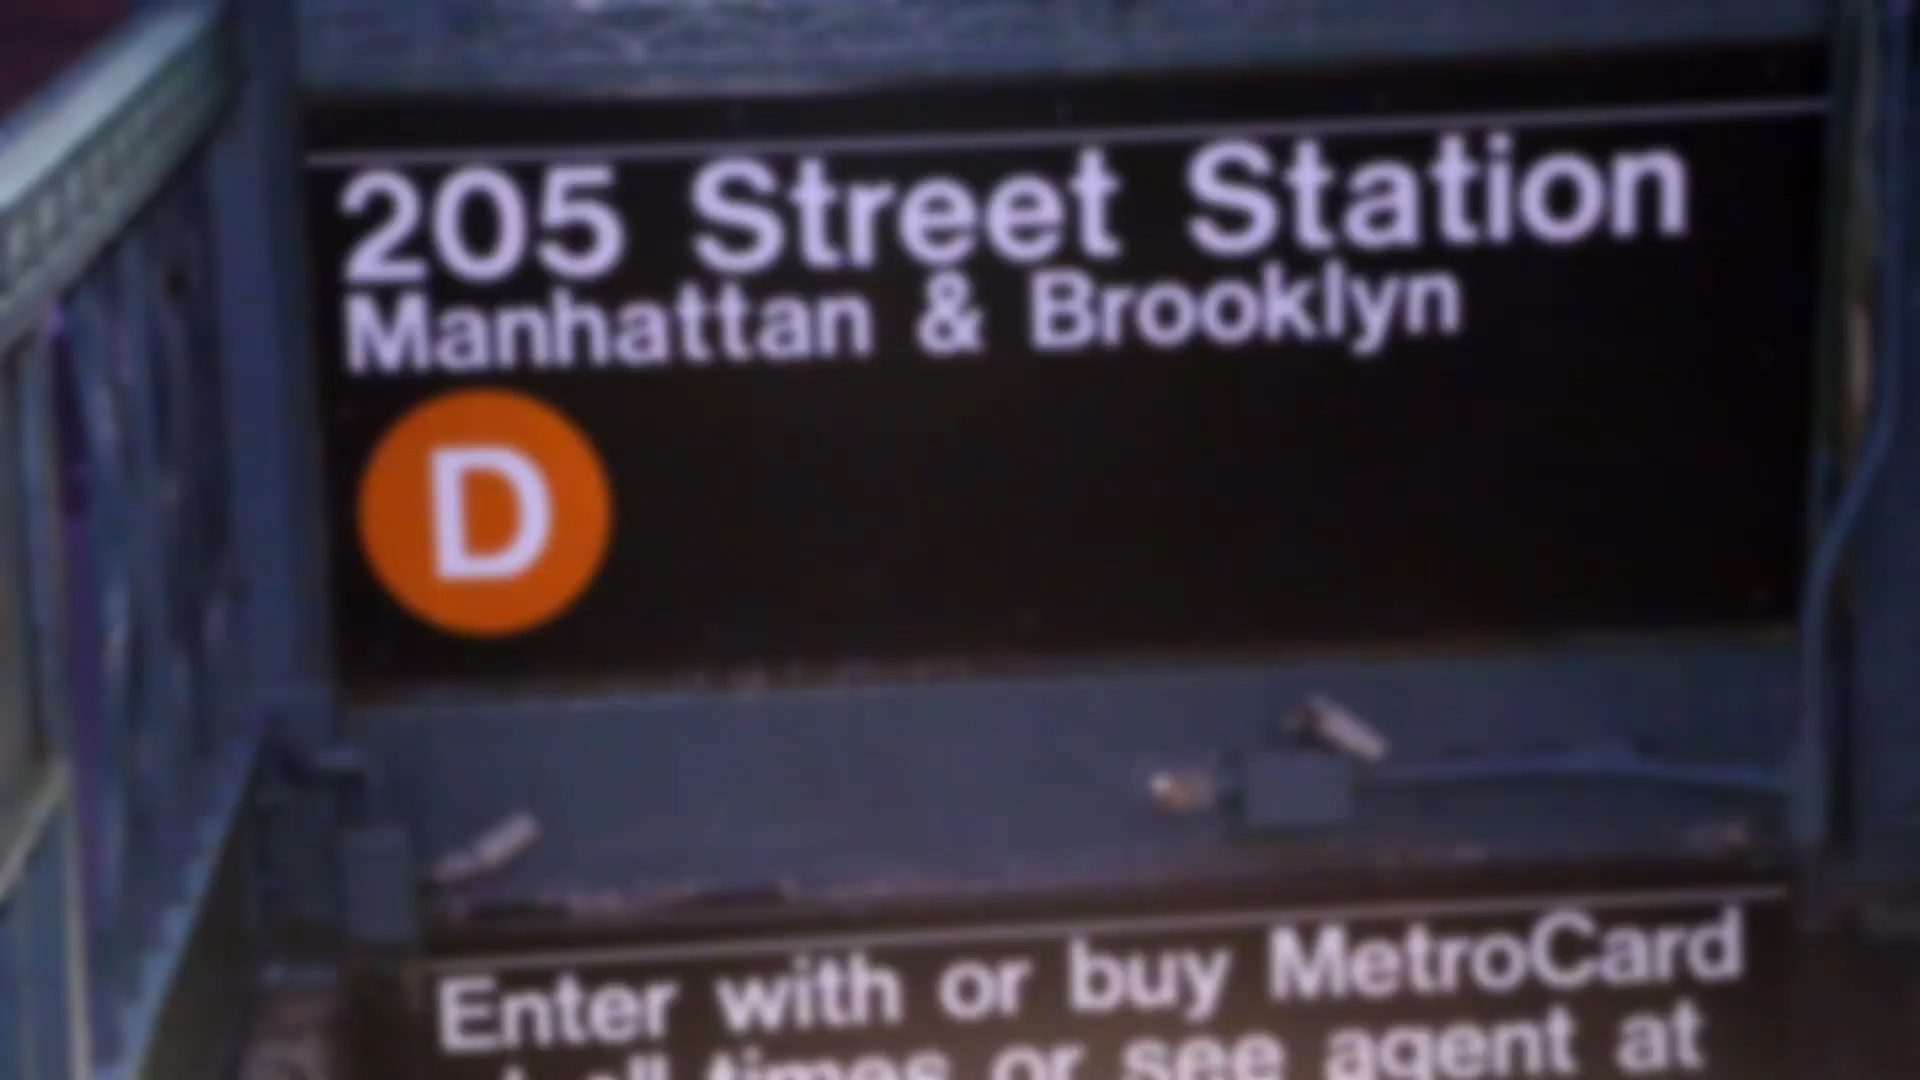 205 Street Station
Manhattan & Brooklyn
D
Enter with or buy MetroCard
at all times or see agent at